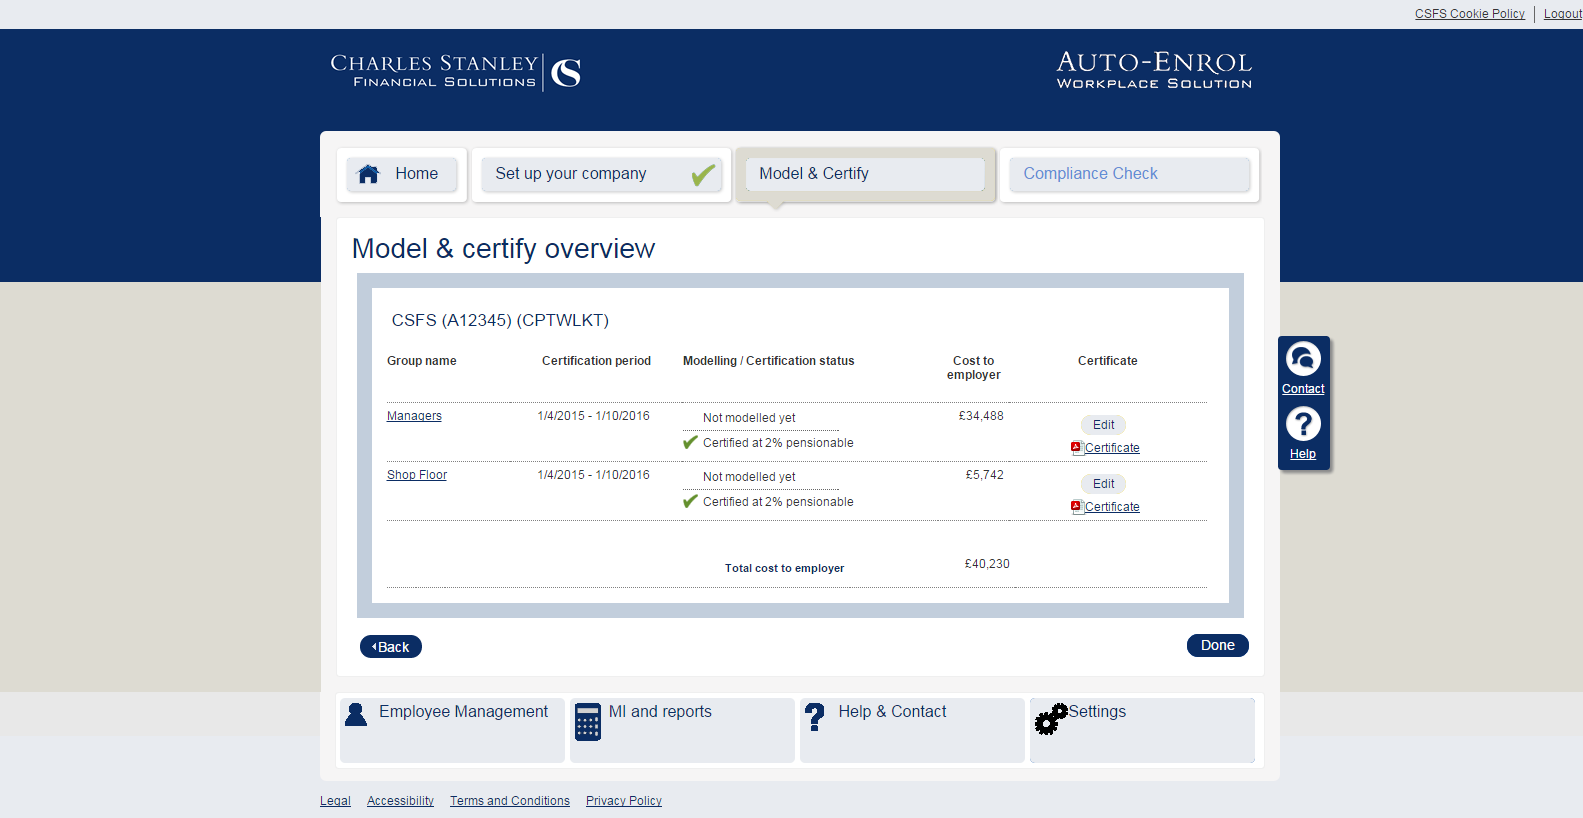 CSFS Cookie Policy | Logout
CHARLES STANLEY
FINANCIAL SOLUTIONS
AUTO-ENROL
WORKPLACE SOLUTION
Home
Set up your company
Model & Certify
Compliance Check
Model & certify overview
CSFS (A12345) (CPTWLKT)
Group name Certification period Modelling / Certification status Cost to employer Certificate
Managers 1/4/2015 - 1/10/2016 Not modelled yet £34,488 Edit
Certified at 2% pensionable Certificate
Shop Floor 1/4/2015 - 1/10/2016 Not modelled yet £5,742 Edit
Certified at 2% pensionable Certificate
Total cost to employer £40,230
Back
Done
Contact
Help
Employee Management
MI and reports
Help & Contact
Settings
Legal Accessibility Terms and Conditions Privacy Policy